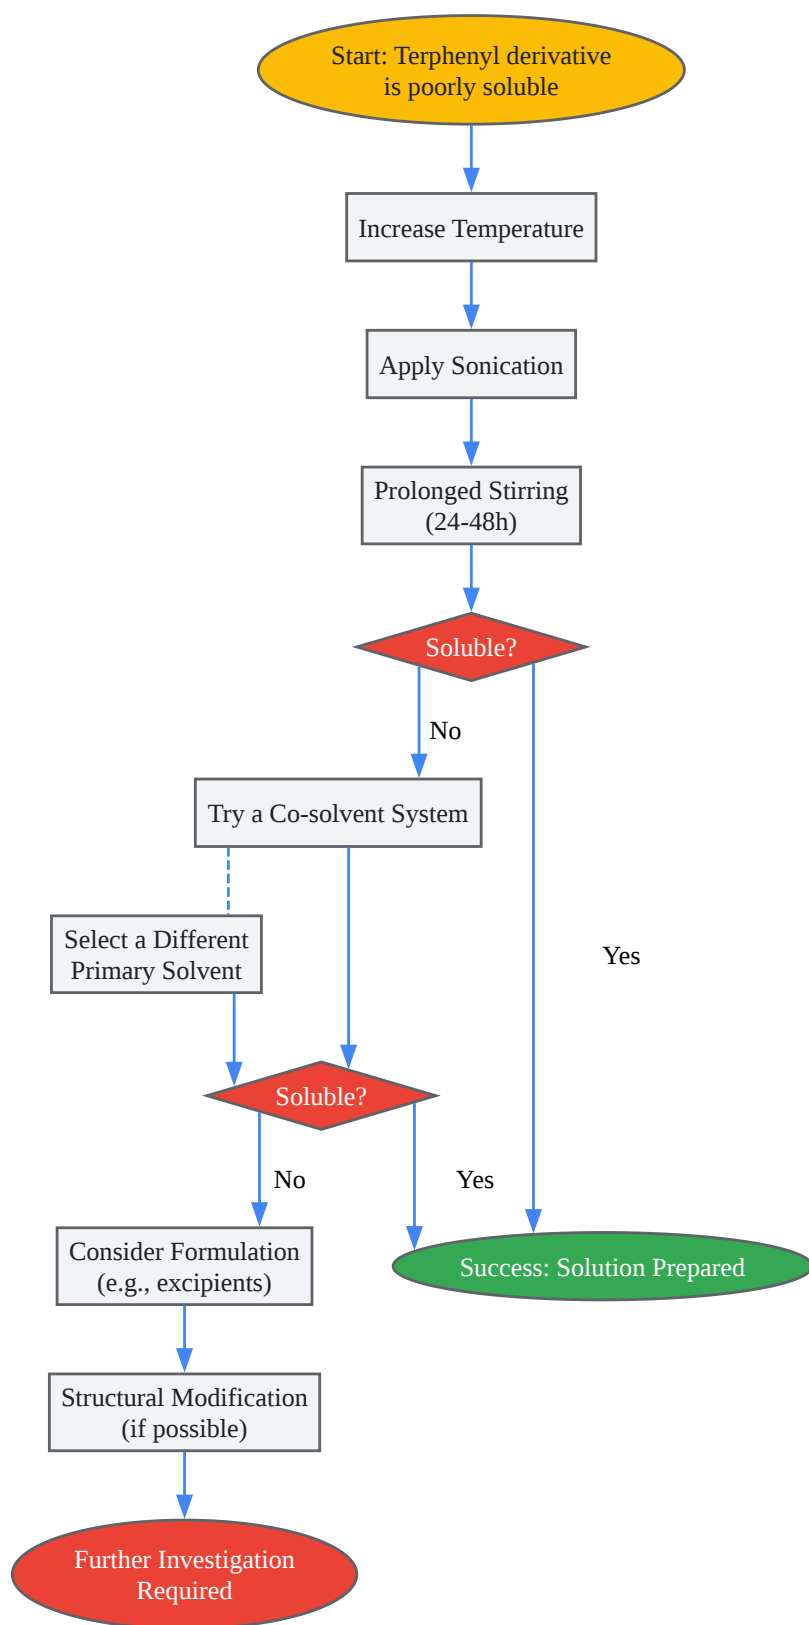 Start: Terphenyl derivative
is poorly soluble
Increase Temperature
Apply Sonication
Prolonged Stirring
(24-48h)
Soluble?
No
Try a Co-solvent System
Select a Different
Primary Solvent
Yes
Soluble?
No
Yes
Consider Formulation
(e.g., excipients)
Success: Solution Prepared
Structural Modification
(if possible)
Further Investigation
Required